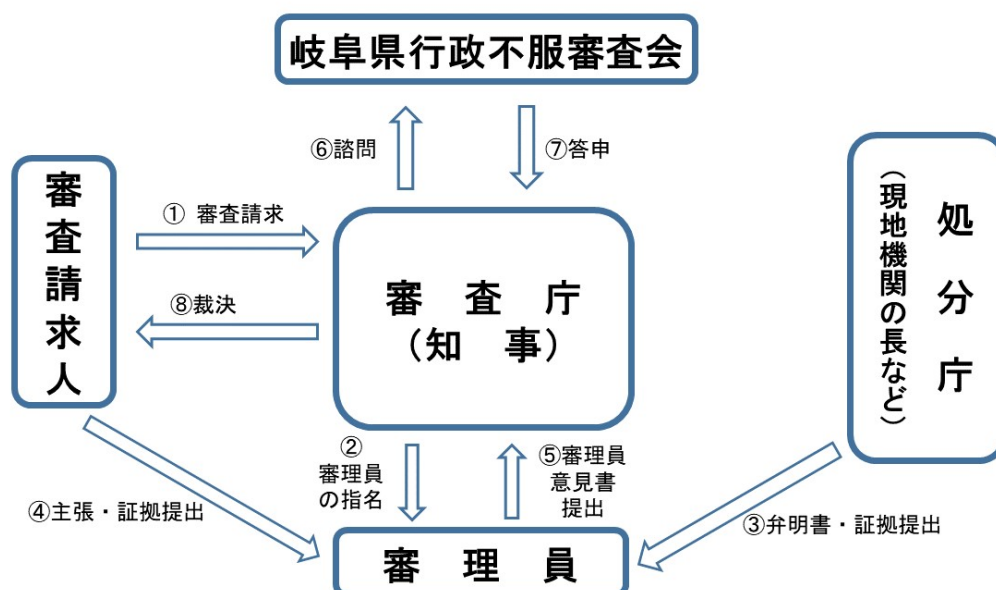 岐阜県行政不服審査会
⑥諮問
⑦答申
審査請求人
① 審査請求
⑧裁決
審 査 庁
(知 事)
処 分 庁
(現地機関の長など)
②
審理員
の指名
⑤審理員
意見書
提出
④主張・証拠提出
③弁明書・証拠提出
審 理 員